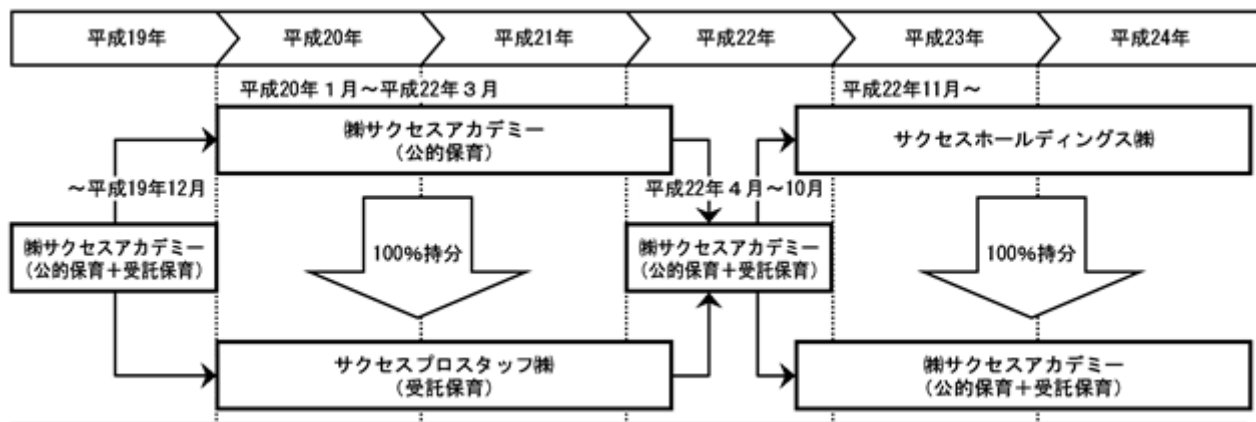 平成19年
平成20年
平成21年
平成22年
平成23年
平成24年
平成20年1月~平成22年3月
平成22年11月~
㈱サクセスアカデミー
(公的保育)
サクセスホールディングス㈱
~平成19年12月
平成22年4月~10月
㈱サクセスアカデミー
(公的保育+受託保育)
100%持分
㈱サクセスアカデミー
(公的保育+受託保育)
100%持分
サクセスプロスタッフ㈱
(受託保育)
㈱サクセスアカデミー
(公的保育+受託保育)